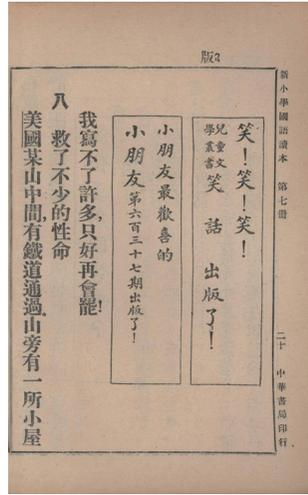 新小學國語讀本　第七冊
二十　中華書局印行
版2
笑！笑！笑！
兒童文學叢書 笑話　出版了！
小朋友最歡喜的
小朋友第六百三十七期出版了！
我寫不了許多，只好再會罷！
八　救了不少的性命
美國某山中間，有鐵道通過，山旁有一所小屋